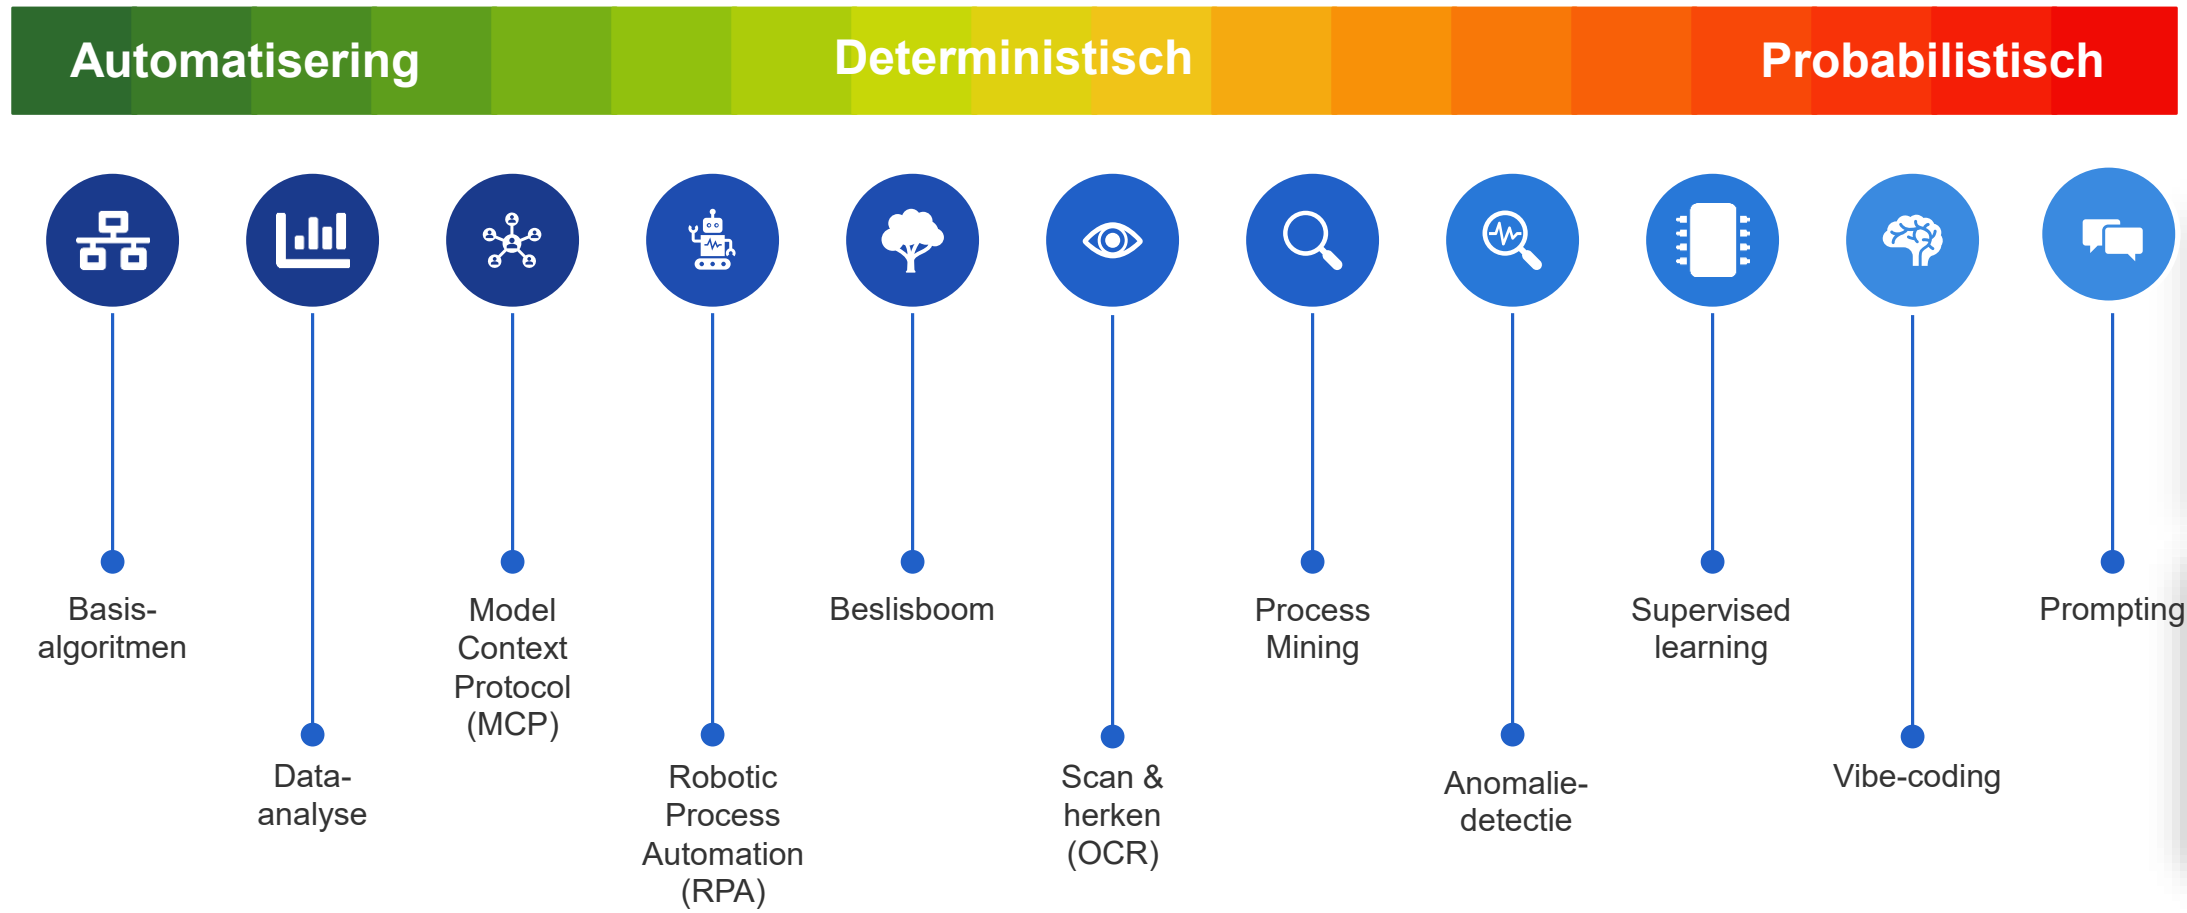 Automatisering
Deterministisch
Probabilistisch
Basis-
algoritmen
Data-
analyse
Model
Context
Protocol
(MCP)
Robotic
Process
Automation
(RPA)
Beslisboom
Scan &
herken
(OCR)
Process
Mining
Anomalie-
detectie
Supervised
learning
Vibe-coding
Prompting